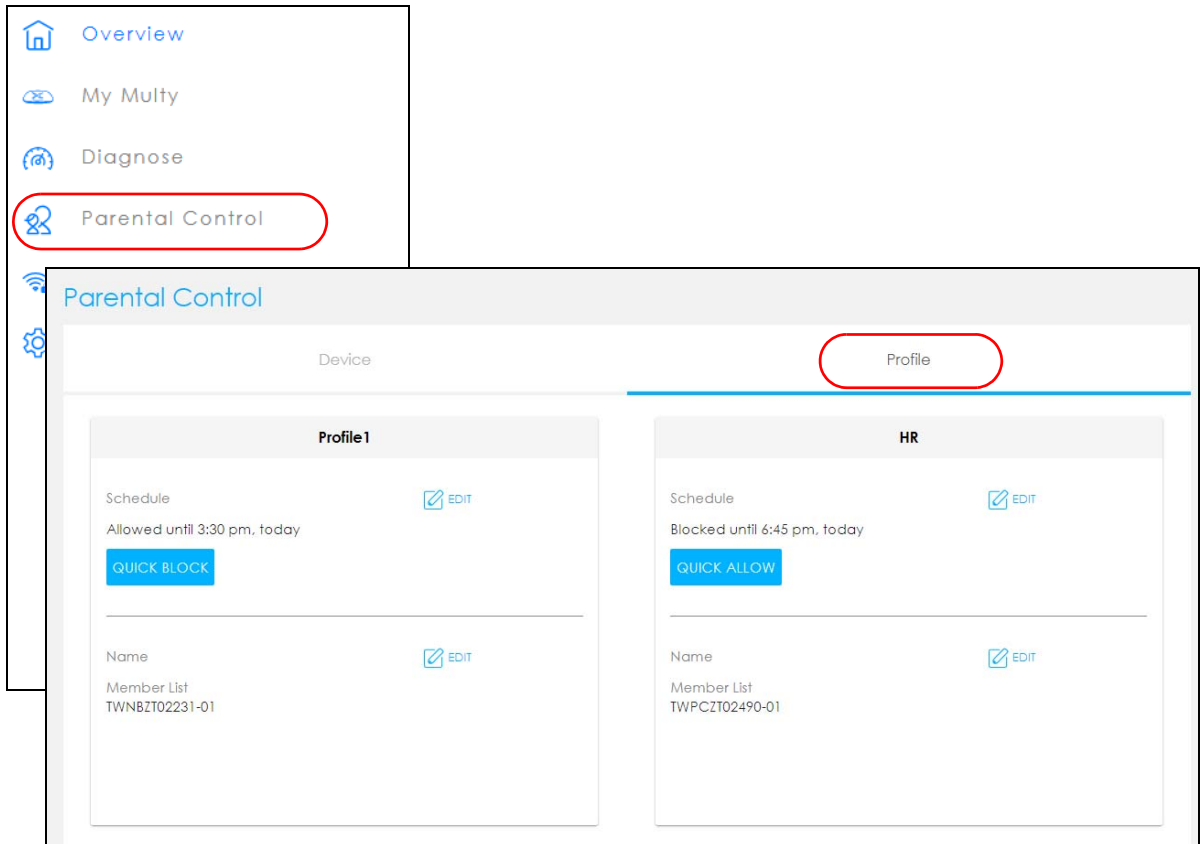 Overview
My Multy
Diagnose
Parental Control
Parental Control
Device
Profile
Profile1
Schedule
EDIT
Allowed until 3:30 pm, today
QUICK BLOCK
Name
EDIT
Member List
TWNBZT02231-01
HR
Schedule
EDIT
Blocked until 6:45 pm, today
QUICK ALLOW
Name
EDIT
Member List
TWPCZT02490-01